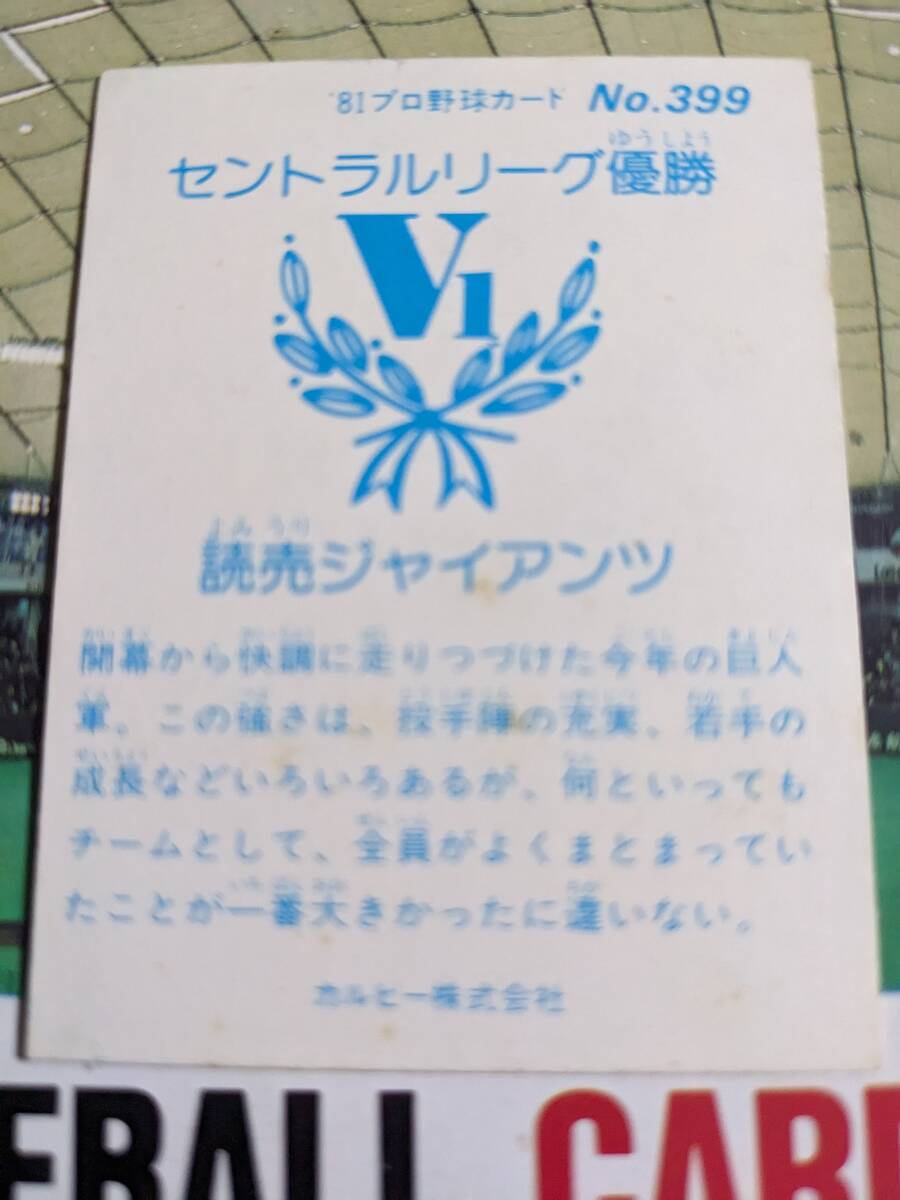 '81プロ野球カード No.399
ゆうしよう
セントラルリーグ優勝
V1
よみうり
読売ジャイアンツ
開幕から快調に走りつづけた今年の巨人
軍。この強さは、投手陣の充実、若手の
成長などいろいろあるが、何といっても
チームとして、全員がよくまとまってい
たことが一番大きかったに違いない。
カルビー株式会社
EBALL CAR